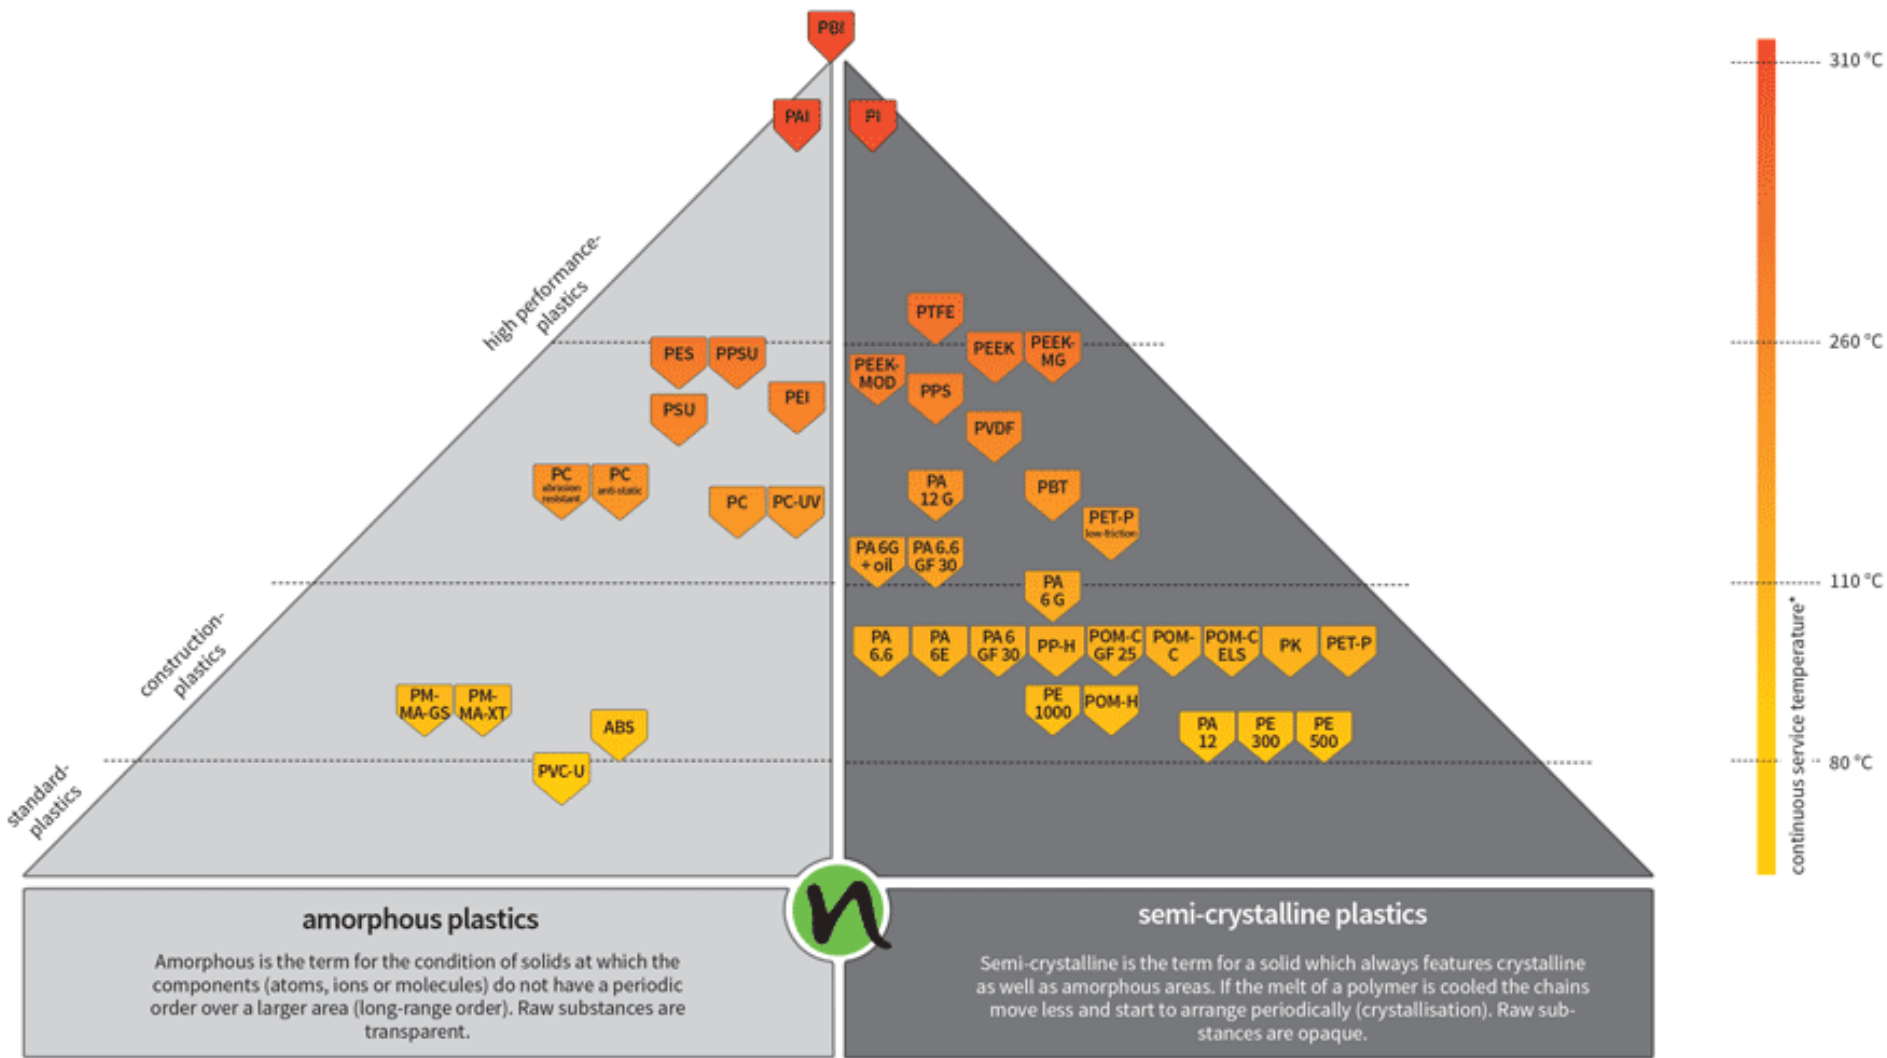 PBI
310 °C
PAI
PI
high performance-
plastics
PTFE
260 °C
PES
PPSU
PEEK
PEEK-
MG
PEEK-
MOD
PPS
PEI
PSU
PVDF
PC
abrasion
resistant
PC
anti-static
PC
PC-UV
PA
12 G
PBT
PET-P
low-friction
PA 6G
+ oil
PA 6.6
GF 30
110 °C
PA
6 G
construction-
plastics
PA
6.6
PA
6E
PA 6
GF 30
PP-H
POM-C
GF 25
POM-
C
POM-C
ELS
PK
PET-P
PM-
MA-GS
PM-
MA-XT
ABS
PE
1000
POM-H
PA
12
PE
300
PE
500
80 °C
PVC-U
standard-
plastics
continuous service temperature*
n
amorphous plastics
Amorphous is the term for the condition of solids at which the
components (atoms, ions or molecules) do not have a periodic
order over a larger area (long-range order). Raw substances are
transparent.
semi-crystalline plastics
Semi-crystalline is the term for a solid which always features crystalline
as well as amorphous areas. If the melt of a polymer is cooled the chains
move less and start to arrange periodically (crystallisation). Raw sub-
stances are opaque.